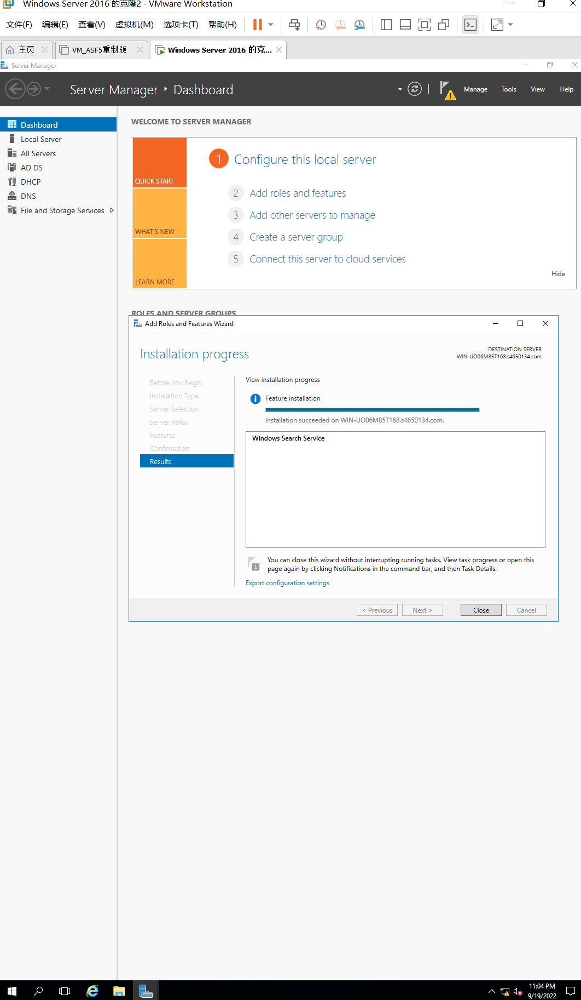 Windows Server 2016 的克隆2 - VMware Workstation
文件(F) 编辑(E) 查看(V) 虚拟机(M) 选项卡(T) 帮助(H)
主页 VM_ASF5重制版 Windows Server 2016 的克...
Server Manager
Server Manager Dashboard
Manage Tools View Help
Dashboard
Local Server
All Servers
AD DS
DHCP
DNS
File and Storage Services
WELCOME TO SERVER MANAGER
QUICK START
WHAT'S NEW
LEARN MORE
1 Configure this local server
2 Add roles and features
3 Add other servers to manage
4 Create a server group
5 Connect this server to cloud services
Hide
ROLES AND SERVER GROUPS
Add Roles and Features Wizard
Installation progress
DESTINATION SERVER
WIN-UO06M85T168.s4650134.com
Before You Begin
Installation Type
Server Selection
Server Roles
Features
Confirmation
Results
View installation progress
Feature installation
Installation succeeded on WIN-UO06M85T168.s4650134.com.
Windows Search Service
1
You can close this wizard without interrupting running tasks. View task progress or open this
page again by clicking Notifications in the command bar, and then Task Details.
Export configuration settings
< Previous Next > Close Cancel
11:04 PM
9/19/2022